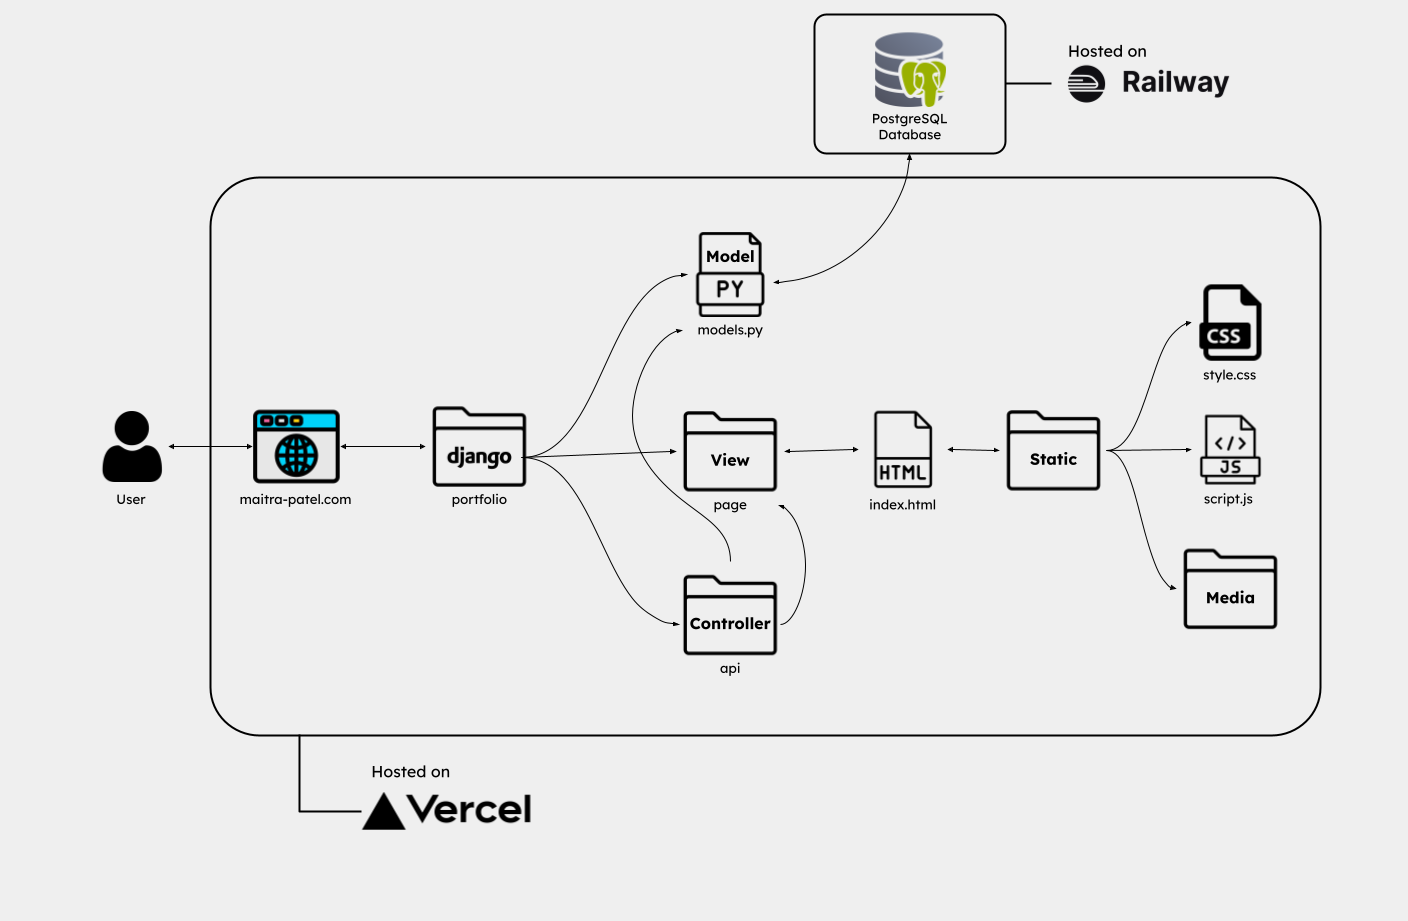 Hosted on
Railway
PostgreSQL
Database
Model
PY
models.py
CSS
style.css
User
maitra-patel.com
django
portfolio
View
page
HTML
index.html
Static
</>
JS
script.js
Controller
api
Media
Hosted on
Vercel